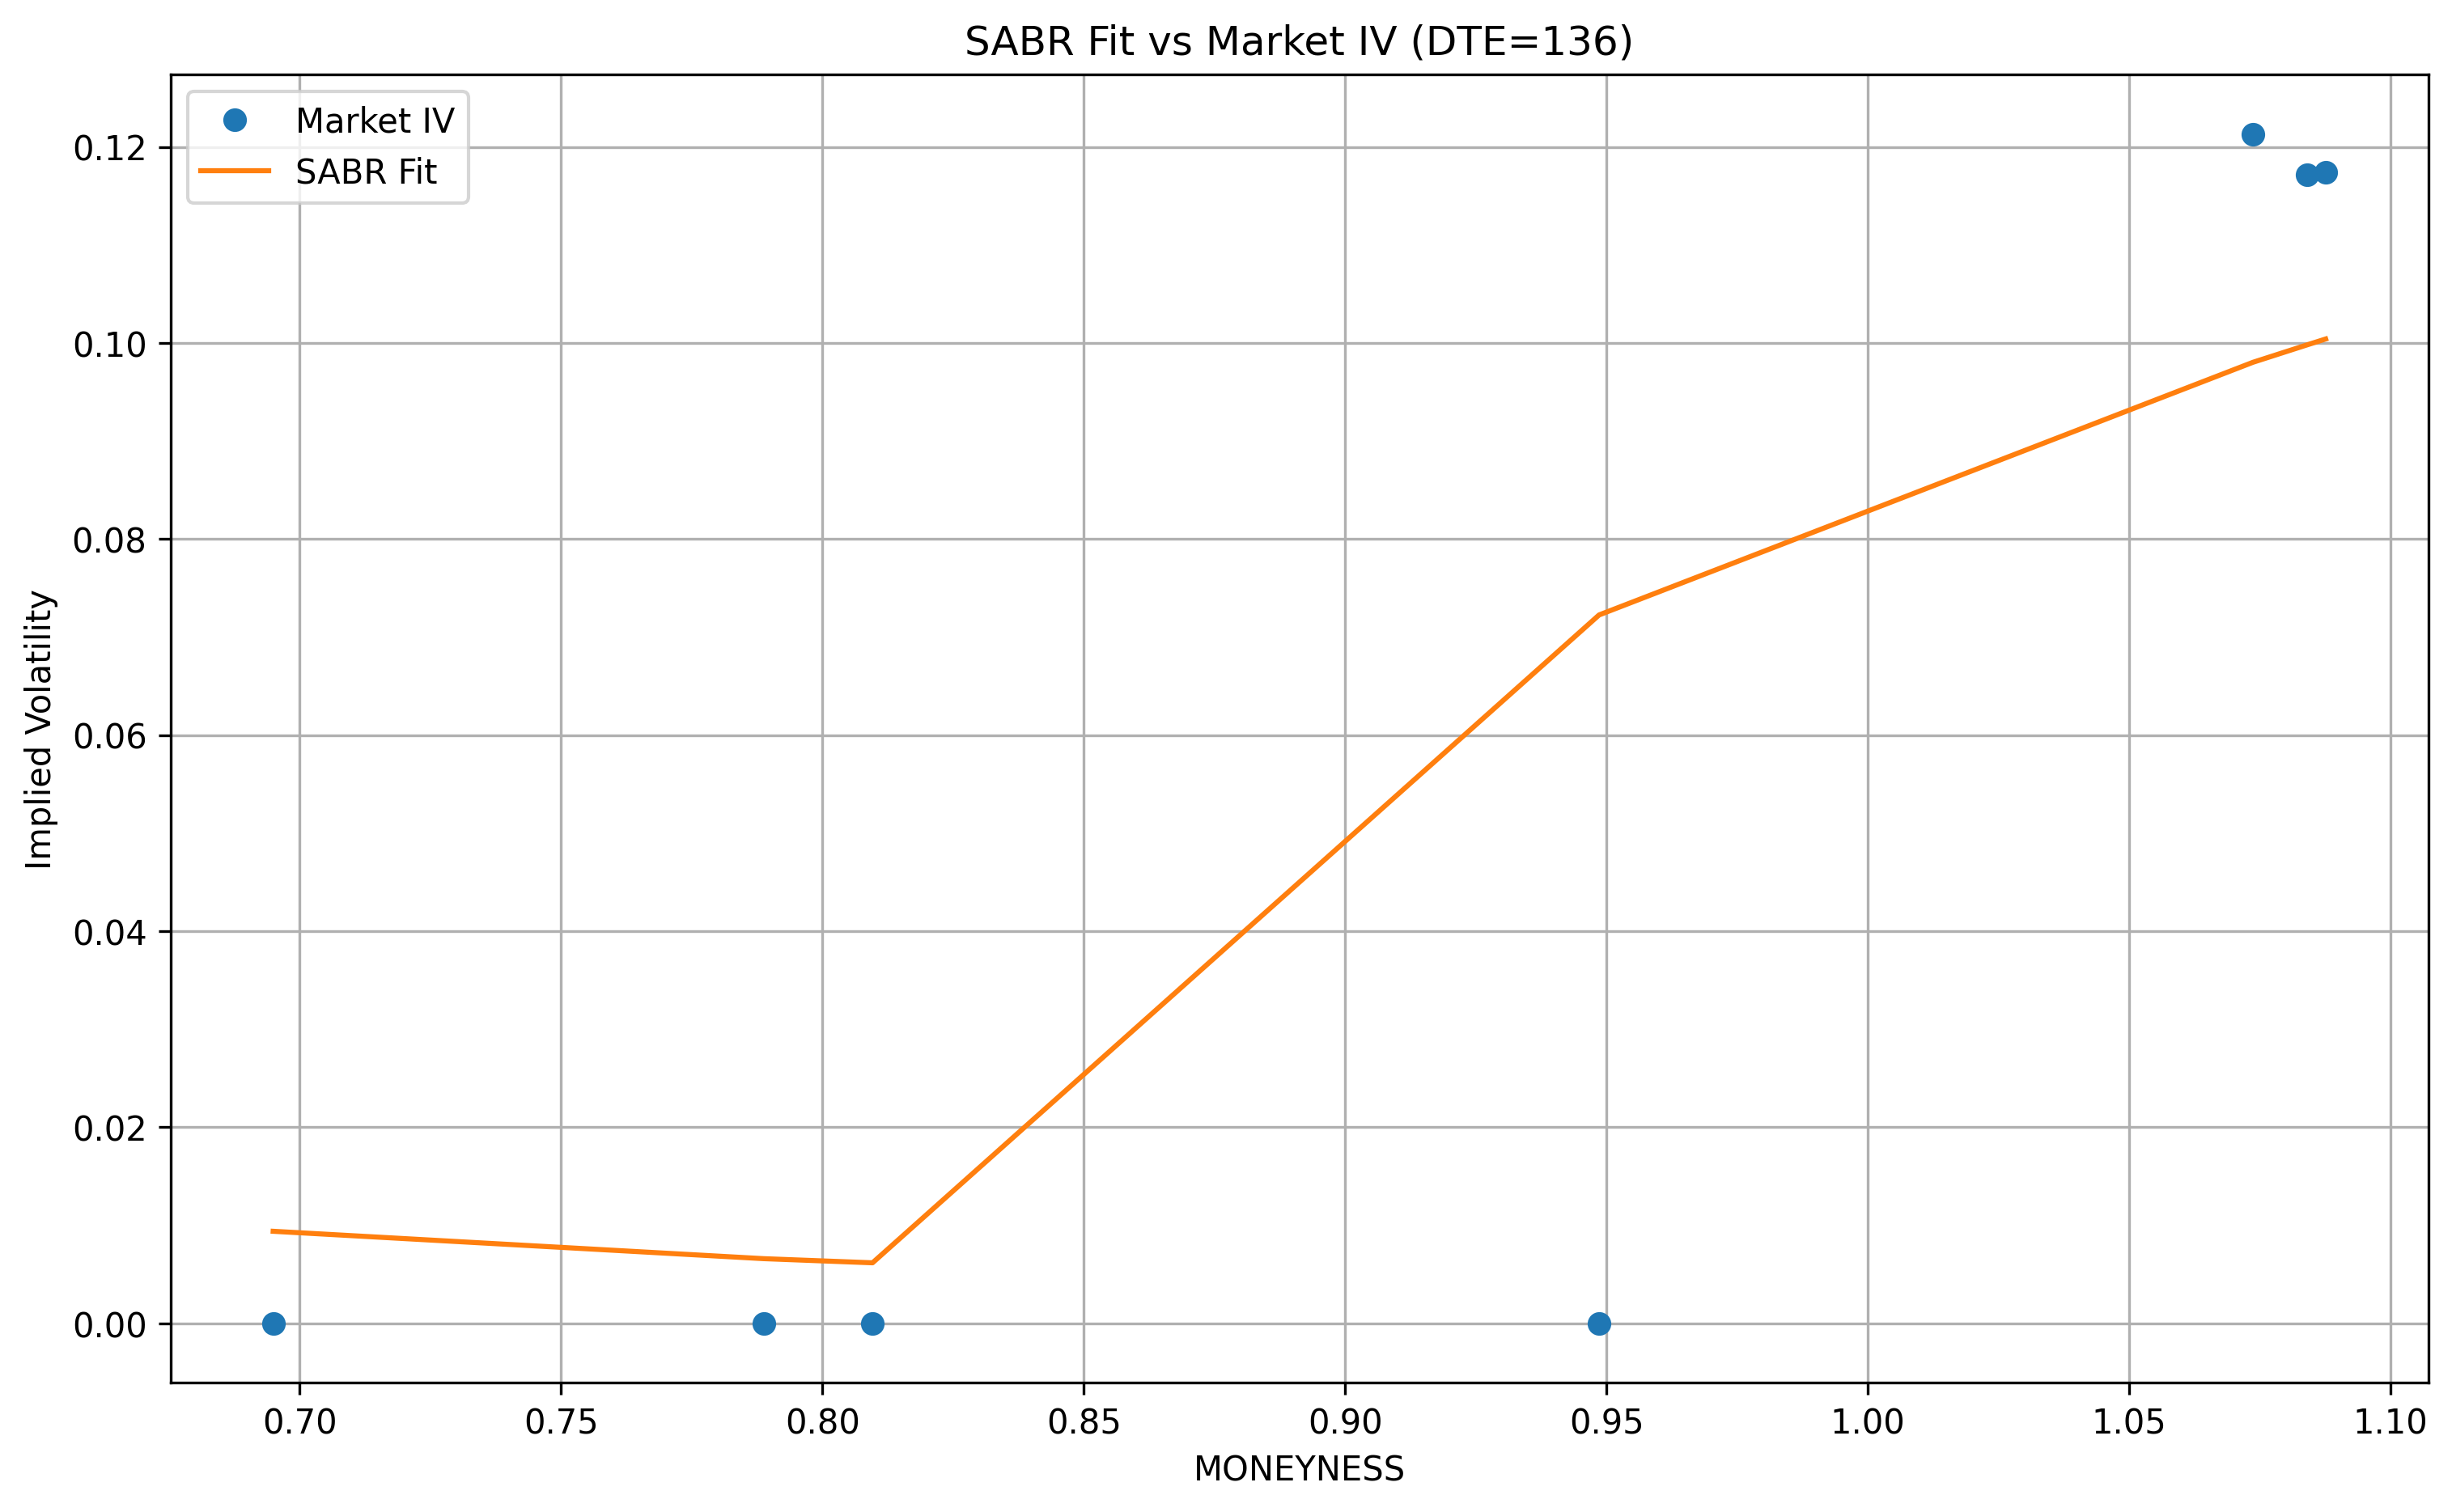 SABR Fit vs Market IV (DTE=136)
Market IV
SABR Fit
0.12
0.10
0.08
0.06
0.04
0.02
0.00
Implied Volatility
0.70 0.75 0.80 0.85 0.90 0.95 1.00 1.05 1.10
MONEYNESS